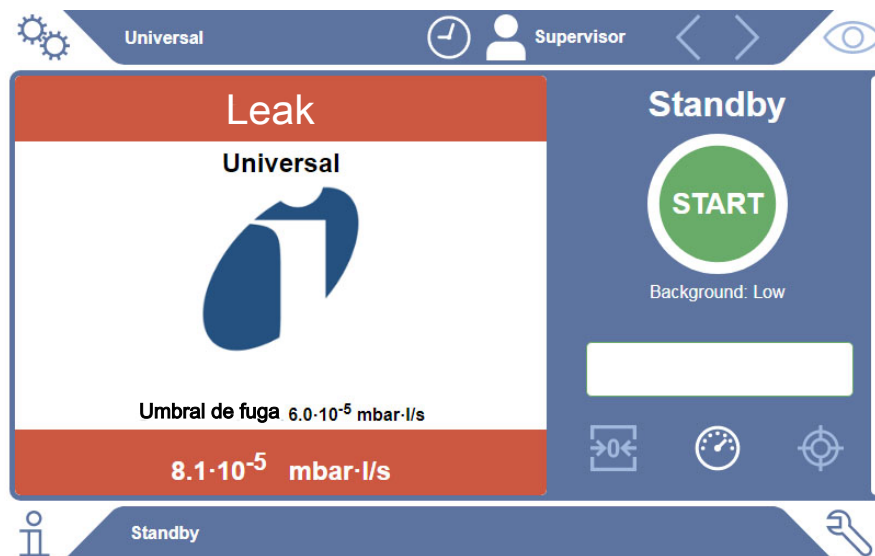 Universal
Supervisor
Leak
Universal
Umbral de fuga 6.0·10⁻⁵ mbar·l/s
8.1·10⁻⁵ mbar·l/s
Standby
START
Background: Low
→0←
Standby